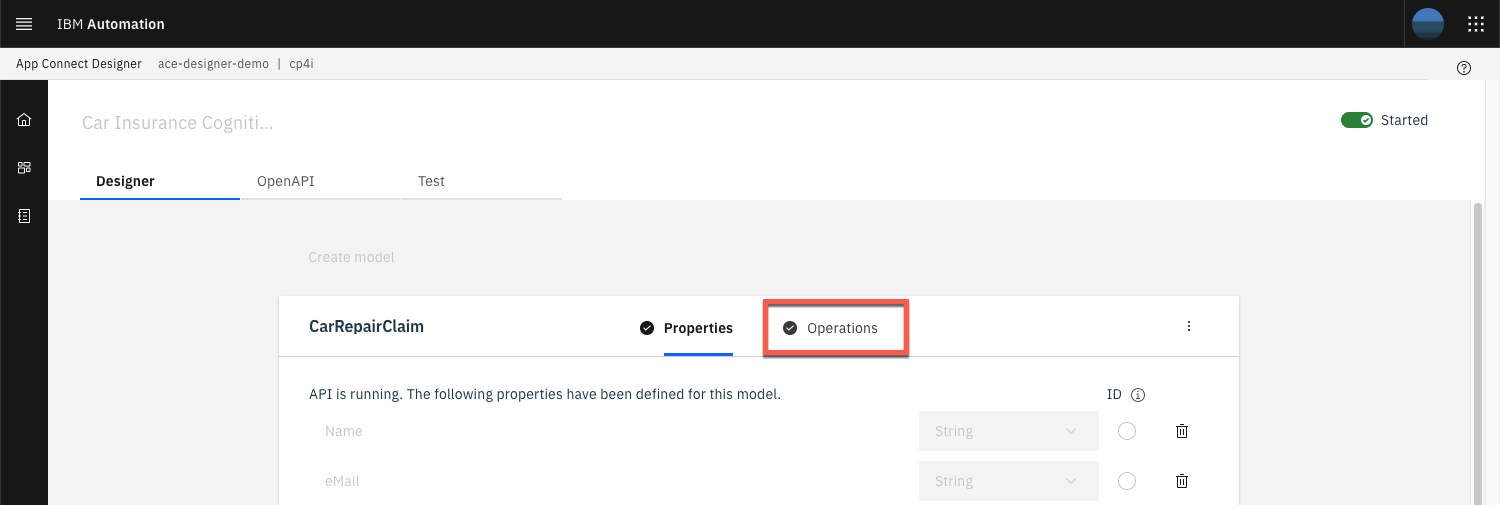 IBM Automation
App Connect Designer ace-designer-demo | cp4i
Car Insurance Cogniti...
Started
Designer OpenAPI Test
Create model
CarRepairClaim Properties Operations
API is running. The following properties have been defined for this model. ID
Name String
eMail String